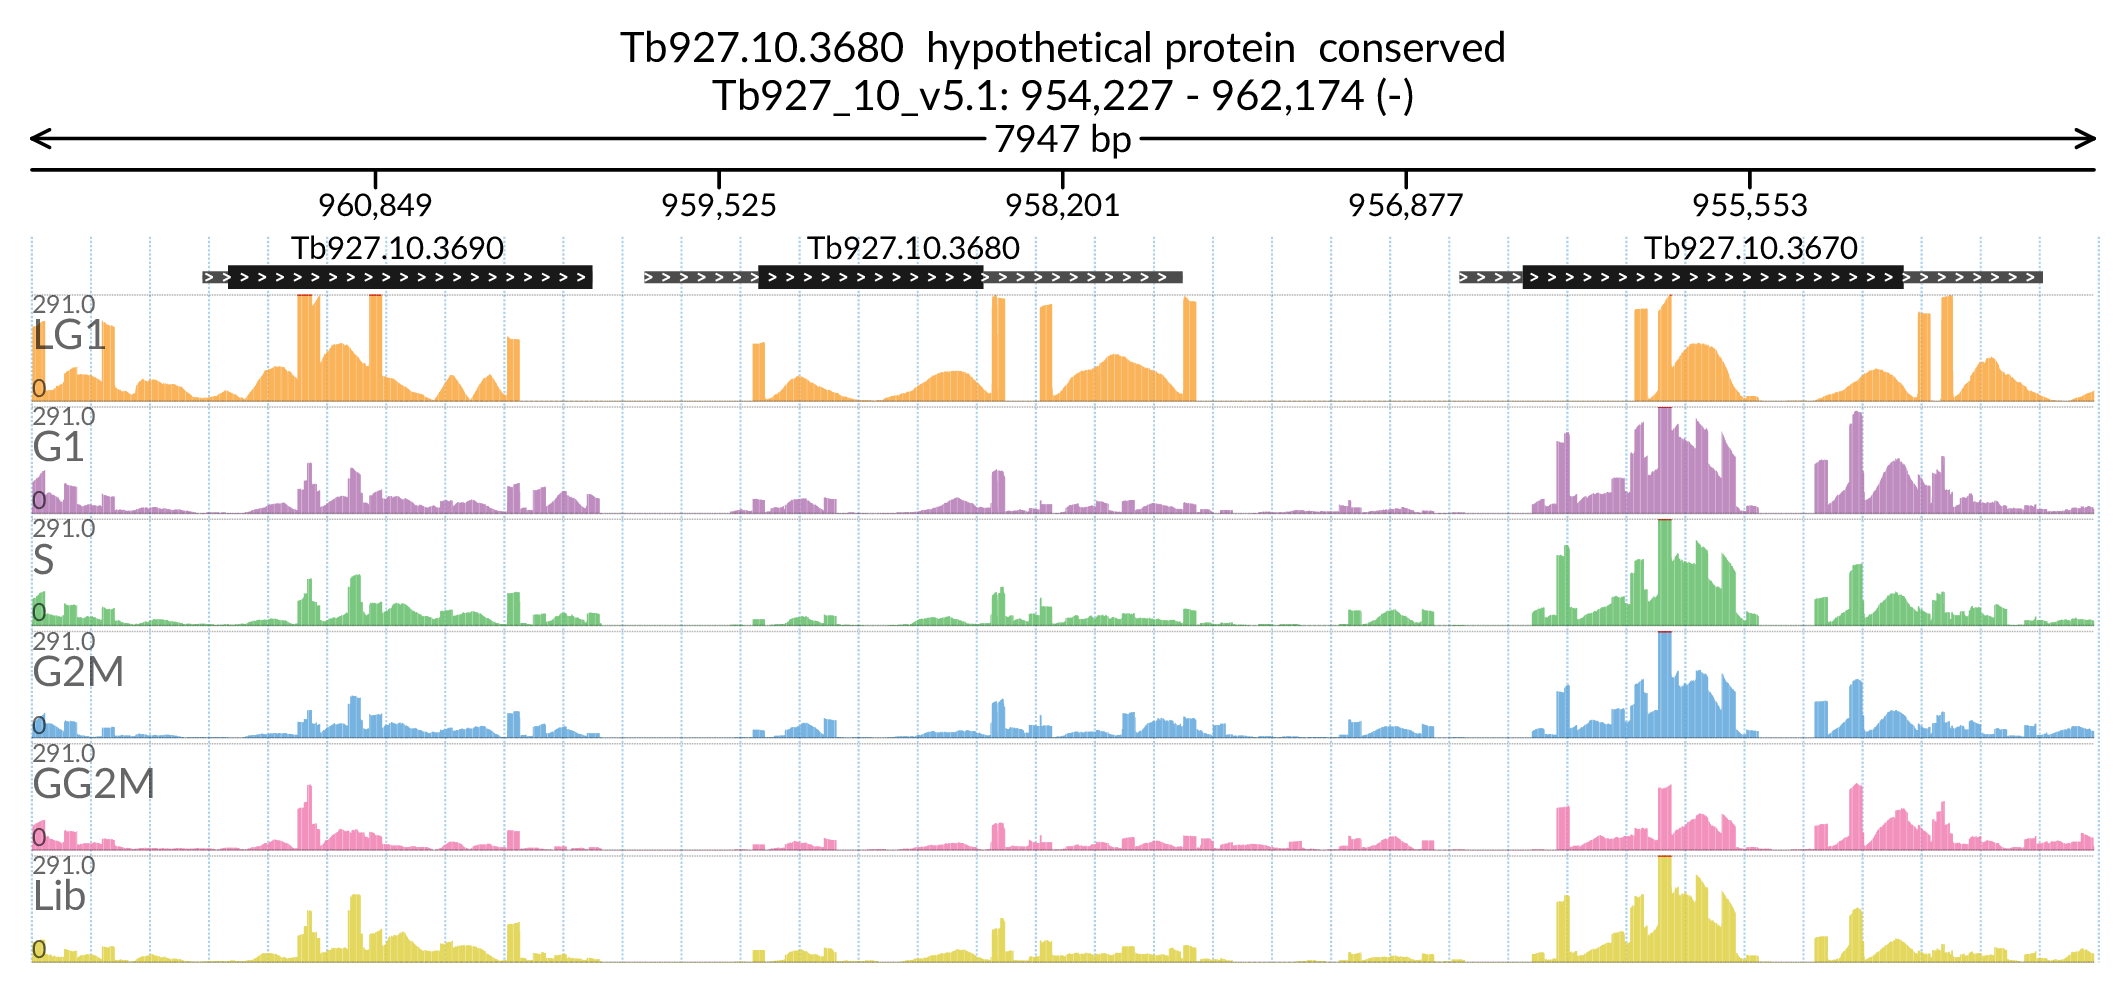 Tb927.10.3680 hypothetical protein conserved
Tb927_10_v5.1: 954,227 - 962,174 (-)
7947 bp
960,849 959,525 958,201 956,877 955,553
Tb927.10.3690 Tb927.10.3680 Tb927.10.3670
291.0
LG1
0
291.0
G1
0
291.0
S
0
291.0
G2M
0
291.0
GG2M
0
291.0
Lib
0